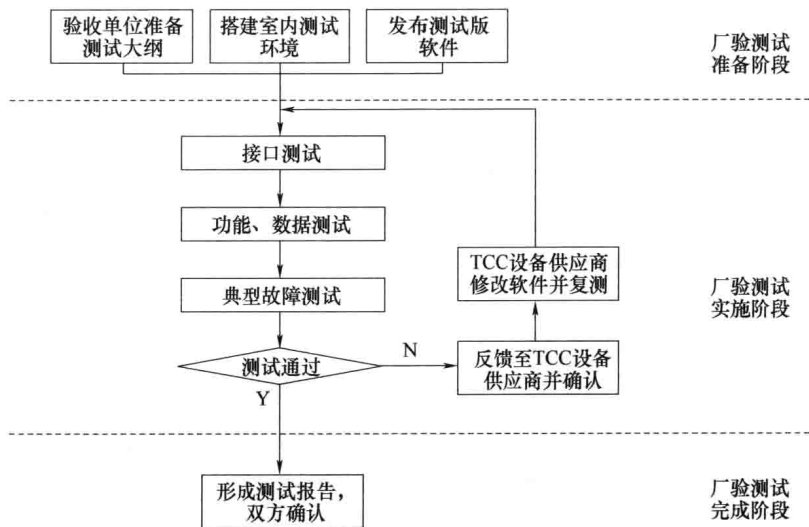 验收单位准备
测试大纲
搭建室内测试
环境
发布测试版
软件
厂验测试
准备阶段
接口测试
功能、数据测试
典型故障测试
TCC设备供应商
修改软件并复测
厂验测试
实施阶段
测试通过
N
反馈至TCC设备
供应商并确认
Y
形成测试报告，
双方确认
厂验测试
完成阶段